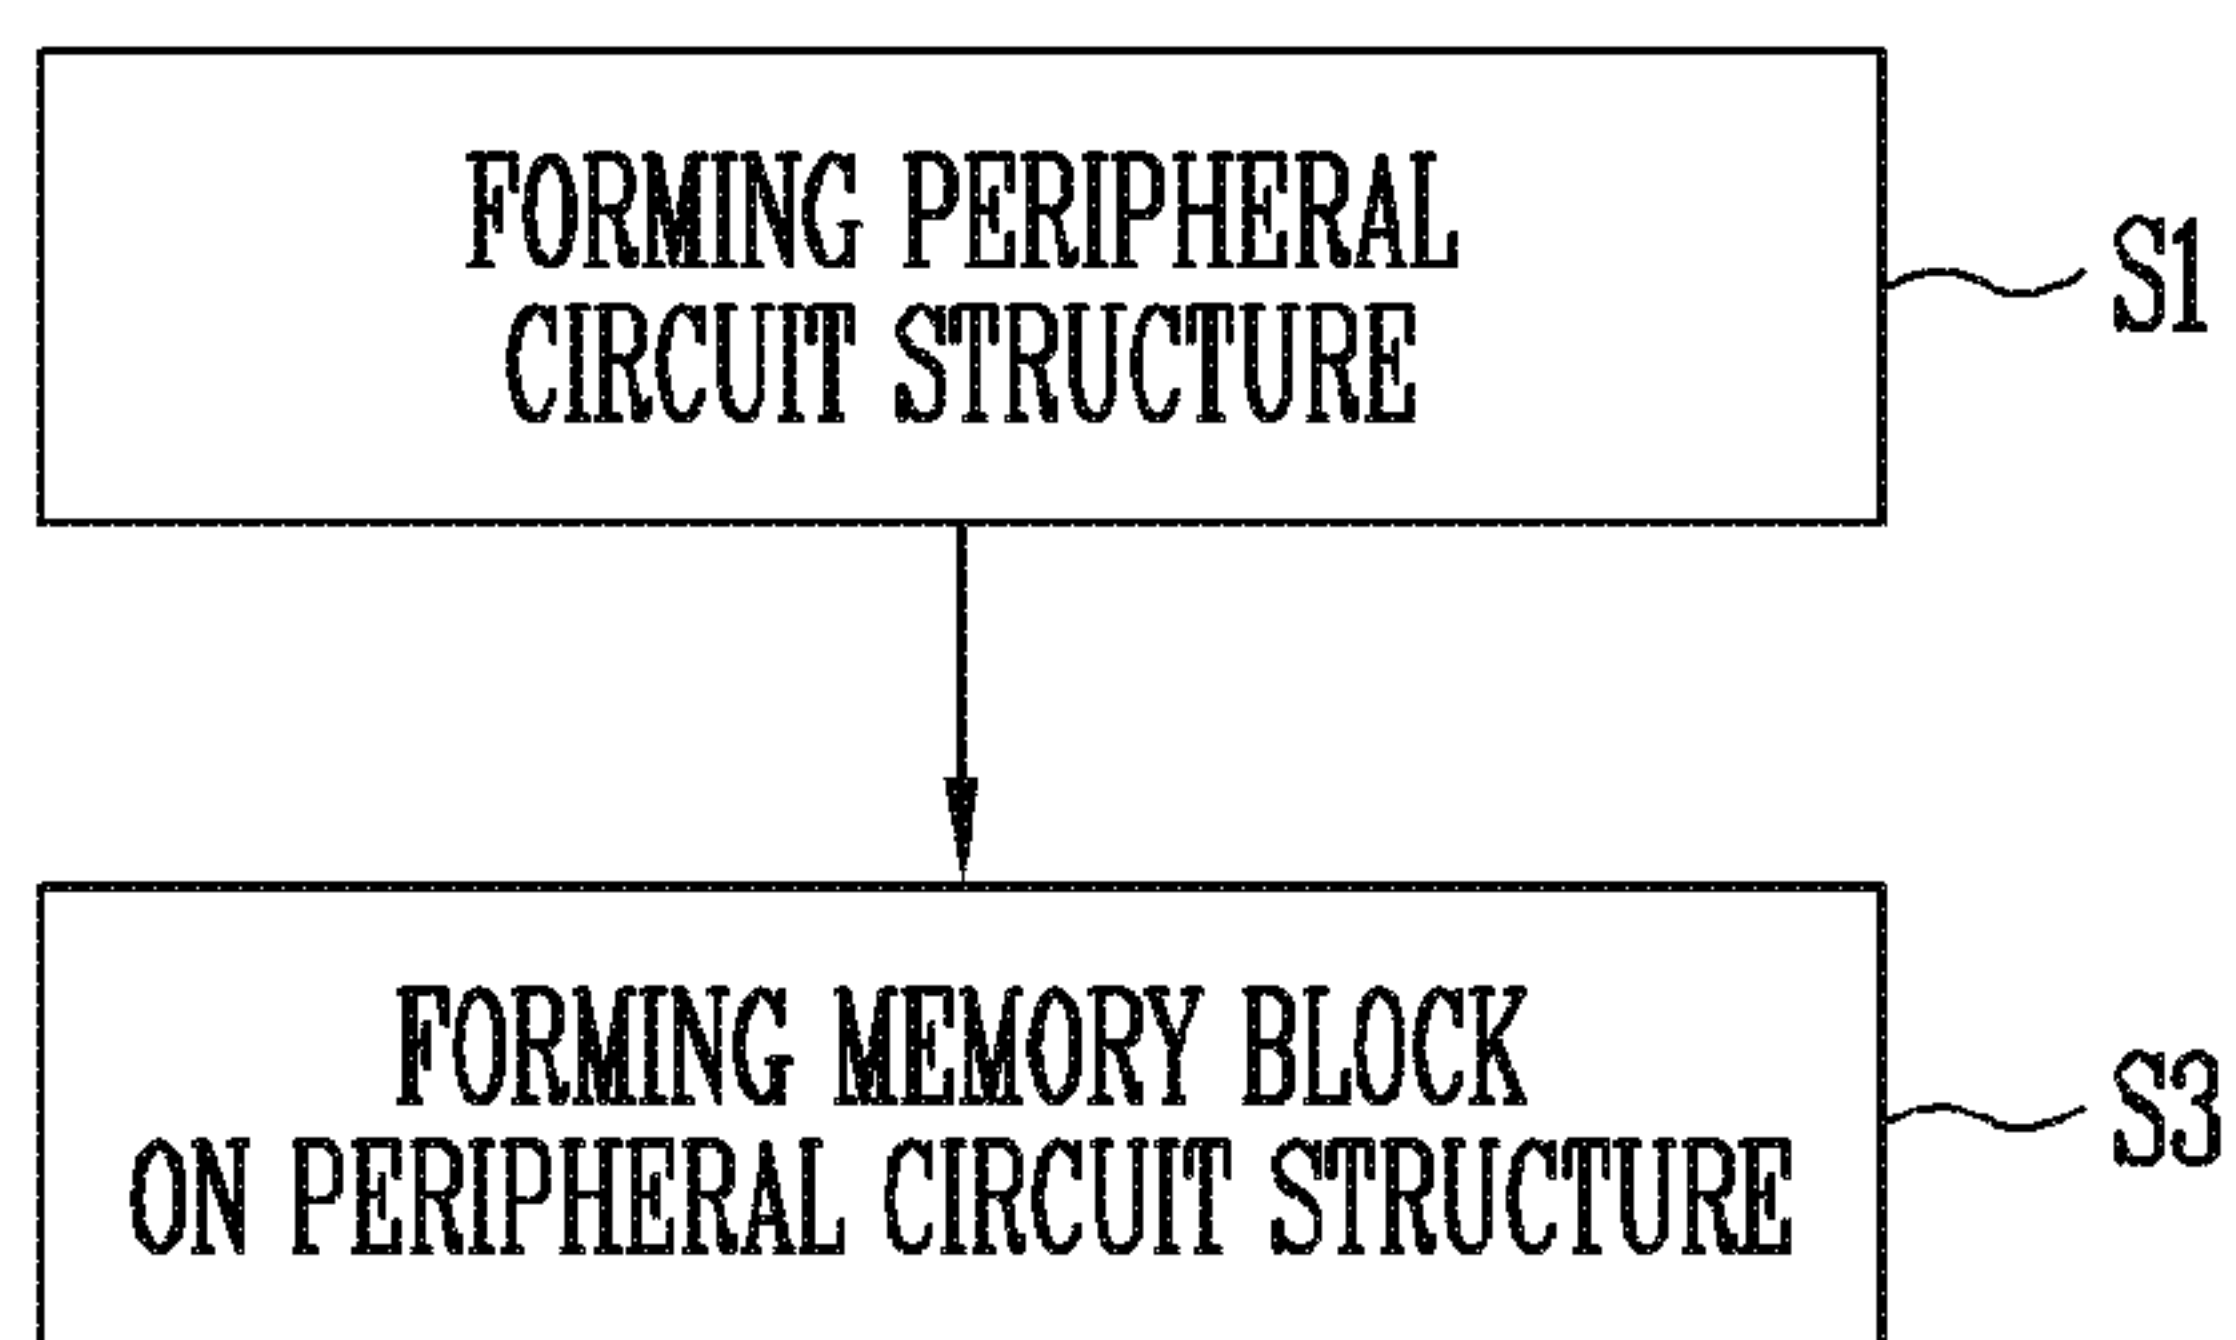 FORMING PERIPHERAL
CIRCUIT STRUCTURE
S1
FORMING MEMORY BLOCK
ON PERIPHERAL CIRCUIT STRUCTURE
S3